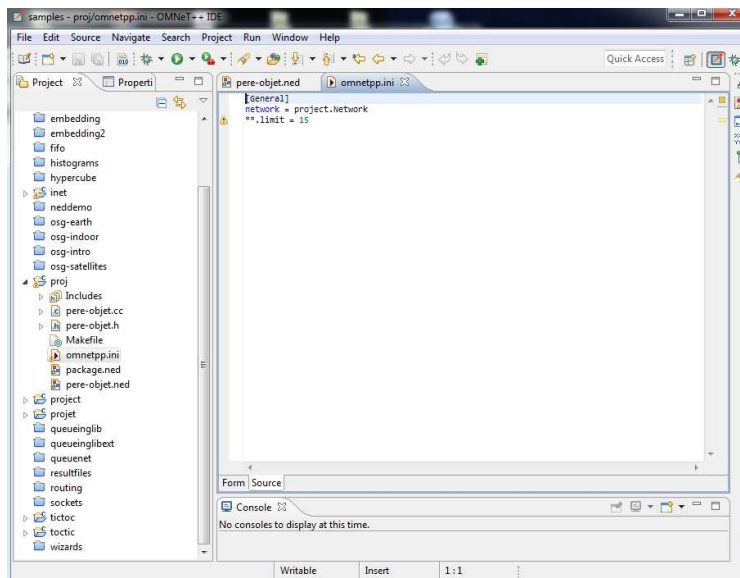 samples - proj/omnetpp.ini - OMNeT++ IDE
File Edit Source Navigate Search Project Run Window Help
Quick Access
Project
Properti
pere-objet.ned
omnetpp.ini
embedding
embedding2
fifo
histograms
hypercube
inet
neddemo
osg-earth
osg-indoor
osg-intro
osg-satellites
proj
Includes
pere-objet.cc
pere-objet.h
Makefile
omnetpp.ini
package.ned
pere-objet.ned
project
projet
queueinglib
queueinglibext
queuenet
resultfiles
routing
sockets
tictoc
toctic
wizards
[General]
network = project.Network
**.limit = 15
Form Source
Console
No consoles to display at this time.
Writable Insert 1:1